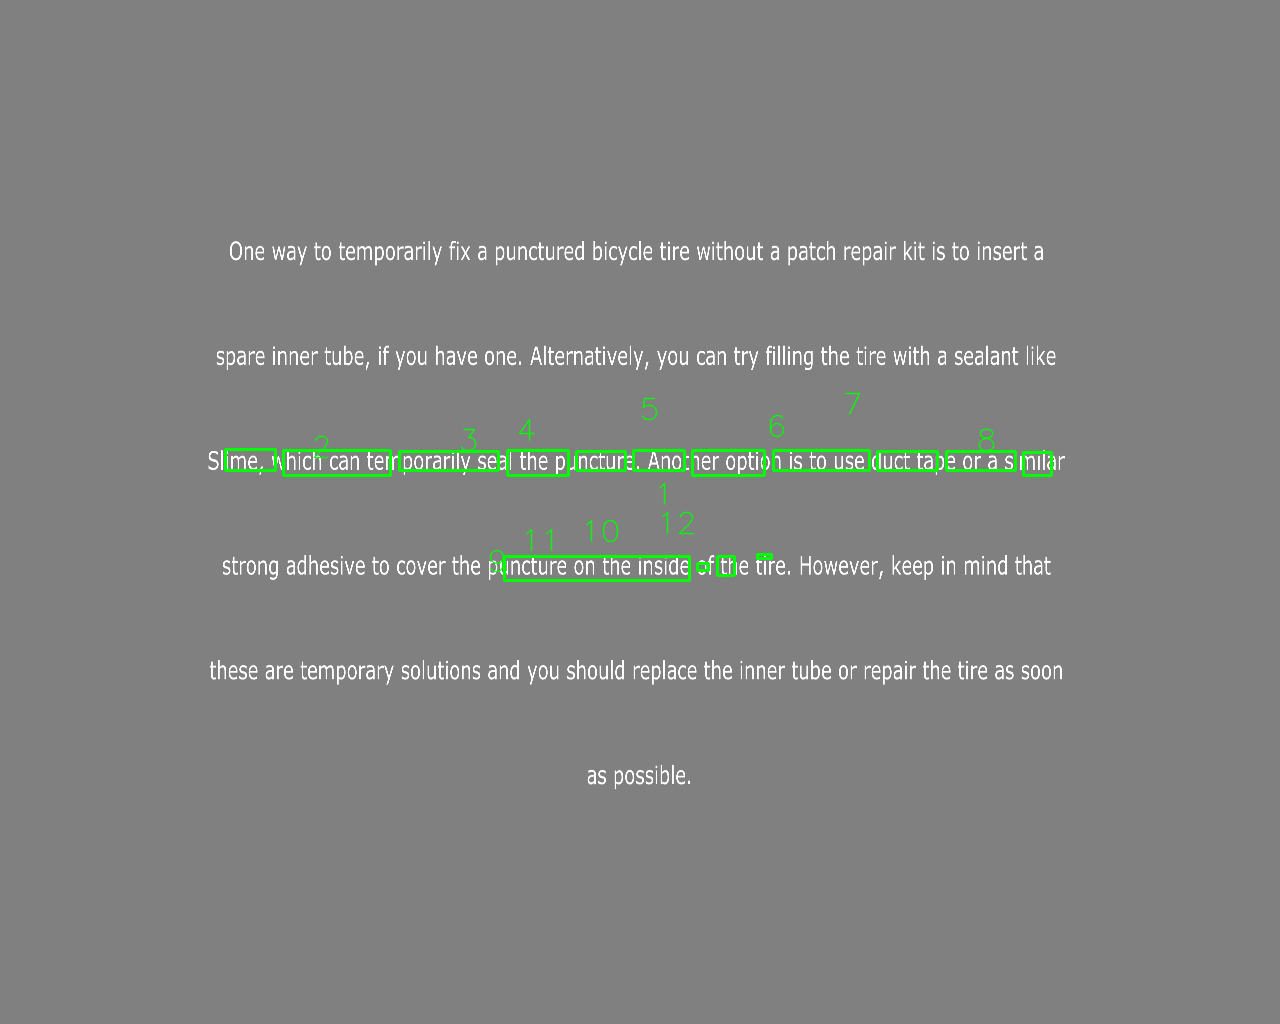 One way to temporarily fix a punctured bicycle tire without a patch repair kit is to insert a
spare inner tube, if you have one. Alternatively, you can try filling the tire with a sealant like
5 7
2 3 4 6 8
Slime, which can temporarily seal the puncture. Another option is to use duct tape or a similar
1
9 11 10 12
strong adhesive to cover the puncture on the inside of the tire. However, keep in mind that
these are temporary solutions and you should replace the inner tube or repair the tire as soon
as possible.